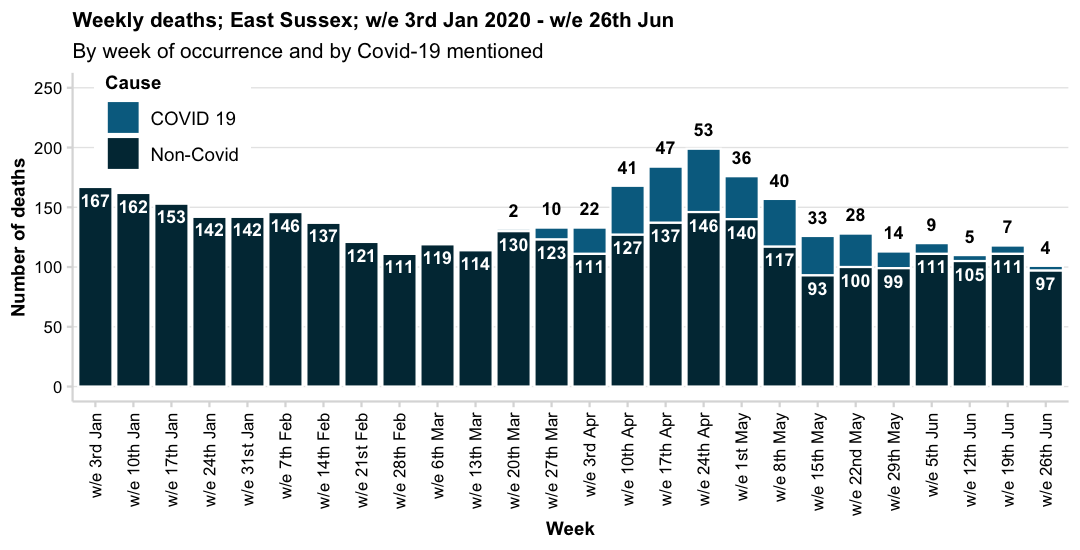 Weekly deaths; East Sussex; w/e 3rd Jan 2020 - w/e 26th Jun
By week of occurrence and by Covid-19 mentioned
Cause
COVID 19
Non-Covid
Number of deaths
250
200
150
100
50
0
2 10 22 41 47 53 36 40 33 28 14 9 5 7 4
167 162 153 142 142 146 137 121 111 119 114 130 123 111 127 137 146 140 117 93 100 99 111 105 111 97
w/e 3rd Jan
w/e 10th Jan
w/e 17th Jan
w/e 24th Jan
w/e 31st Jan
w/e 7th Feb
w/e 14th Feb
w/e 21st Feb
w/e 28th Feb
w/e 6th Mar
w/e 13th Mar
w/e 20th Mar
w/e 27th Mar
w/e 3rd Apr
w/e 10th Apr
w/e 17th Apr
w/e 24th Apr
w/e 1st May
w/e 8th May
w/e 15th May
w/e 22nd May
w/e 29th May
w/e 5th Jun
w/e 12th Jun
w/e 19th Jun
w/e 26th Jun
Week